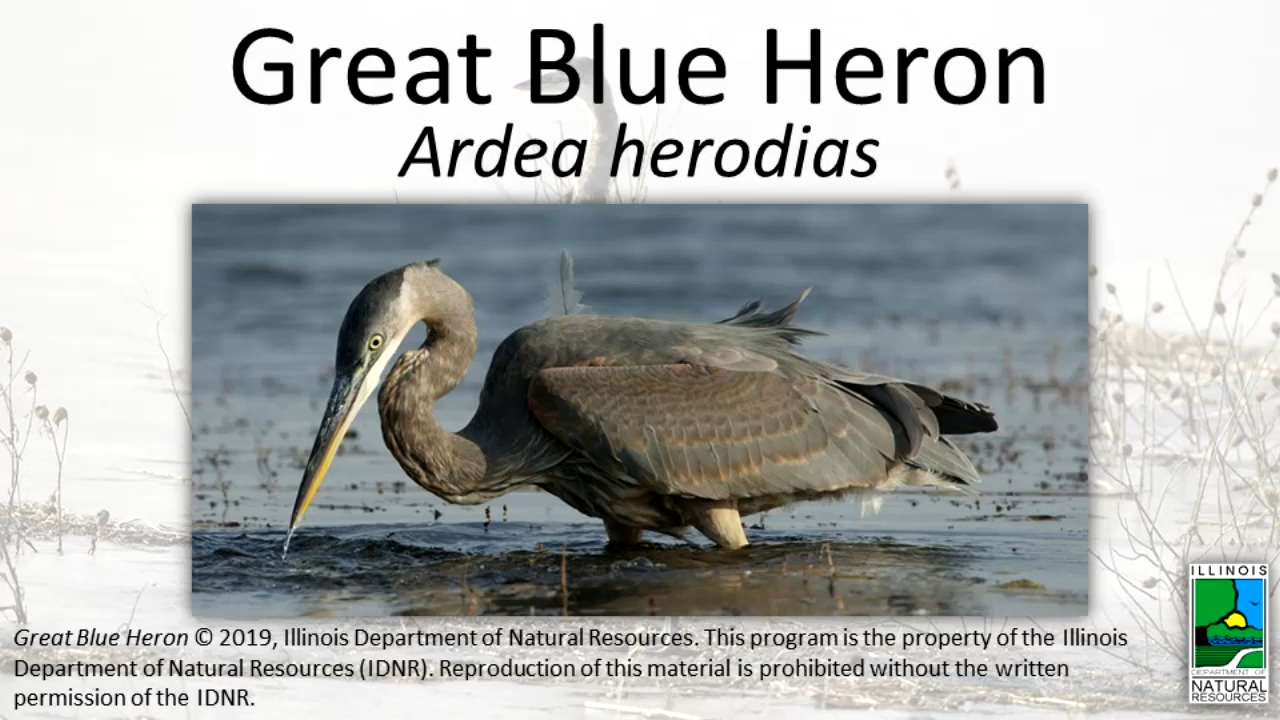 Great Blue Heron
Ardea herodias
Great Blue Heron © 2019, Illinois Department of Natural Resources. This program is the property of the Illinois
Department of Natural Resources (IDNR). Reproduction of this material is prohibited without the written
permission of the IDNR.
ILLINOIS
DEPARTMENT OF
NATURAL
RESOURCES